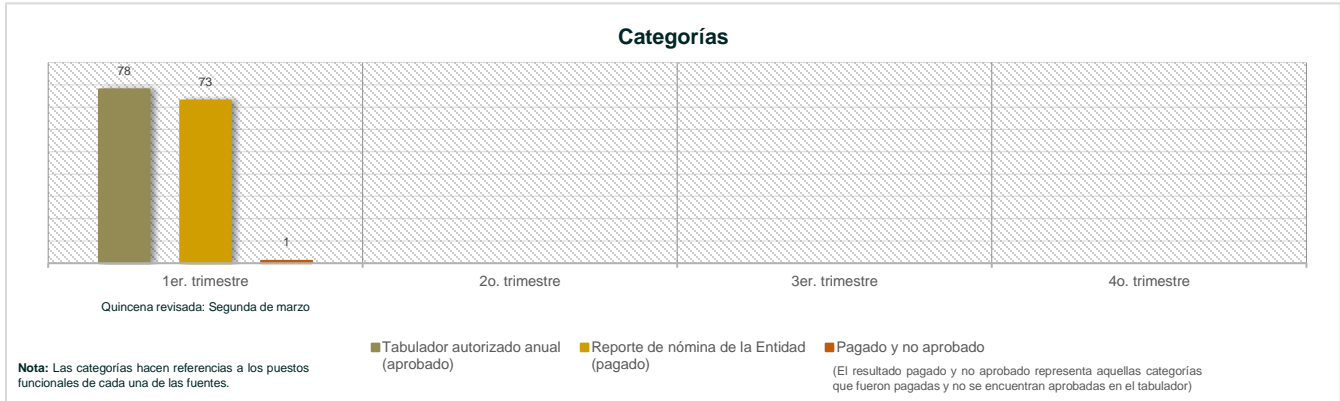 Categorías
78
73
1
1er. trimestre
2o. trimestre
3er. trimestre
4o. trimestre
Quincena revisada: Segunda de marzo
Tabulador autorizado anual
(aprobado)
Reporte de nómina de la Entidad
(pagado)
Pagado y no aprobado
(El resultado pagado y no aprobado representa aquellas categorías
que fueron pagadas y no se encuentran aprobadas en el tabulador)
Nota: Las categorías hacen referencias a los puestos
funcionales de cada una de las fuentes.